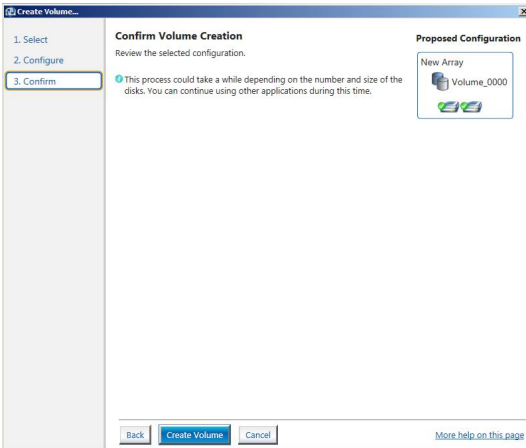 Create Volume...
1. Select
2. Configure
3. Confirm
Confirm Volume Creation
Review the selected configuration.
This process could take a while depending on the number and size of the
disks. You can continue using other applications during this time.
Proposed Configuration
New Array
Volume_0000
Back
Create Volume
Cancel
More help on this page